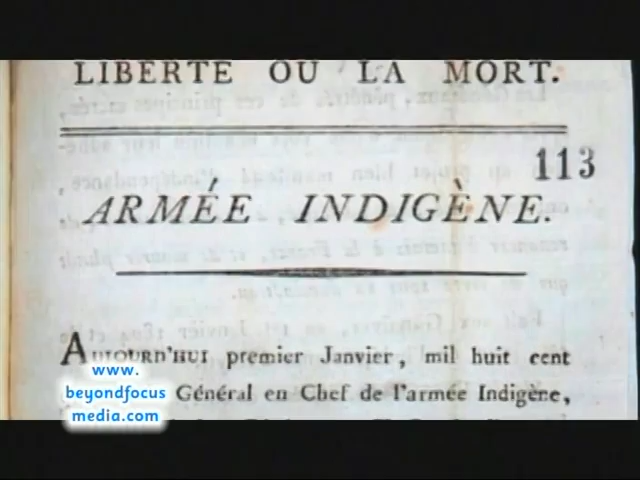 LIBERTE OU LA MORT.
113
ARMÉE INDIGÈNE.
AUJOURD'HUI premier Janvier, mil huit cent
Général en Chef de l'armée Indigène,
www.
beyondfocus
media.com